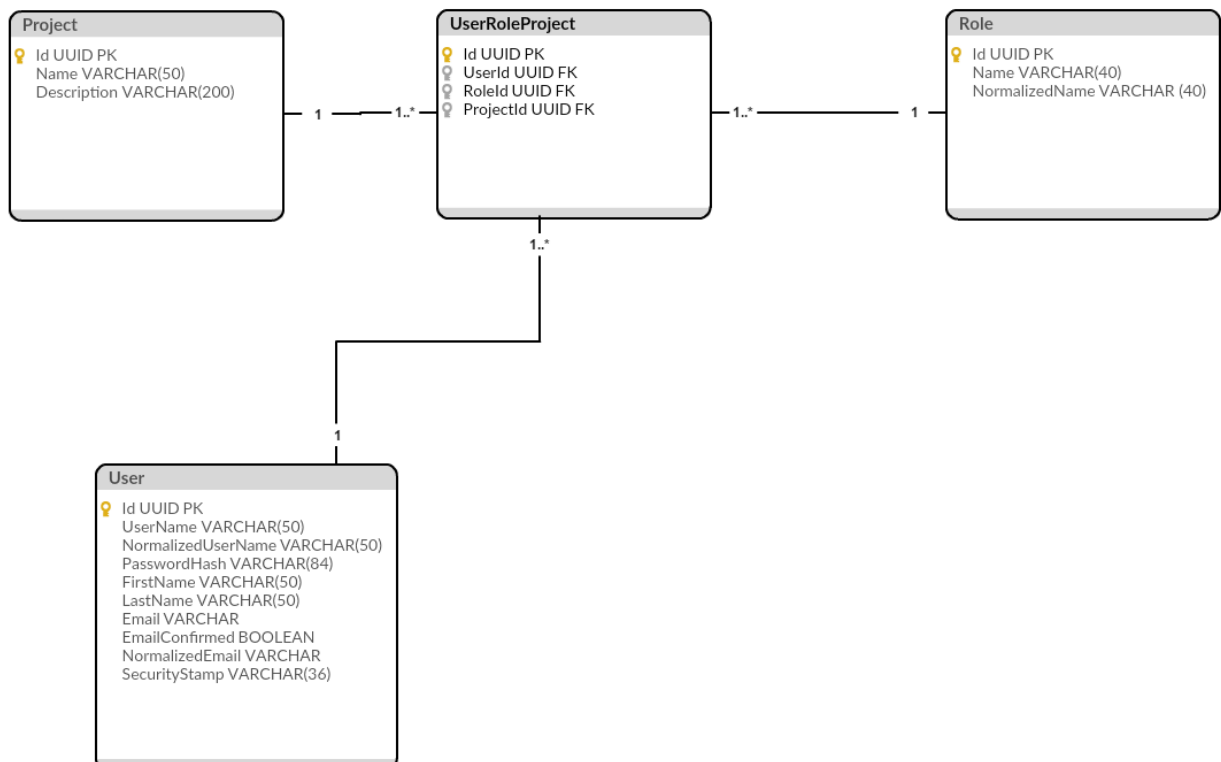 Project
Id UUID PK
Name VARCHAR(50)
Description VARCHAR(200)
1
1..*
UserRoleProject
Id UUID PK
UserId UUID FK
RoleId UUID FK
ProjectId UUID FK
1..*
1
Role
Id UUID PK
Name VARCHAR(40)
NormalizedName VARCHAR (40)
1..*
1
User
Id UUID PK
UserName VARCHAR(50)
NormalizedUserName VARCHAR(50)
PasswordHash VARCHAR(84)
FirstName VARCHAR(50)
LastName VARCHAR(50)
Email VARCHAR
EmailConfirmed BOOLEAN
NormalizedEmail VARCHAR
SecurityStamp VARCHAR(36)